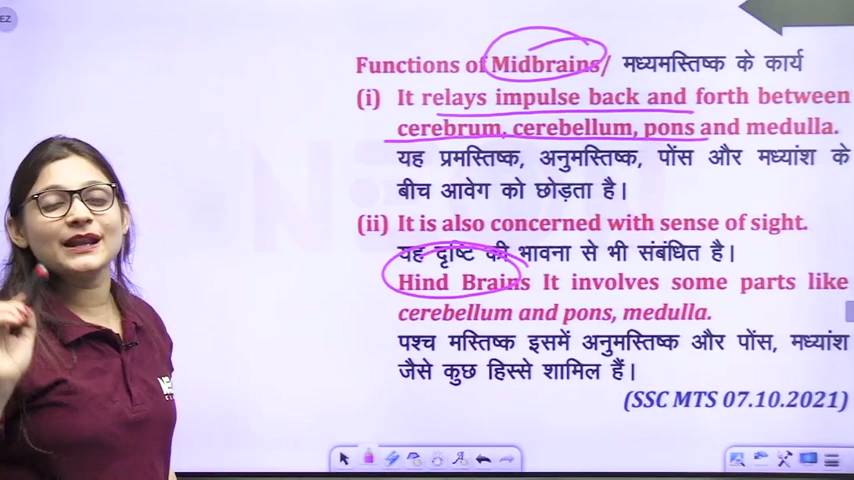 EZ
Functions of Midbrains/ मध्यमस्तिष्क के कार्य
(i) It relays impulse back and forth between
cerebrum, cerebellum, pons and medulla.
यह प्रमस्तिष्क, अनुमस्तिष्क, पोंस और मध्यांश के
बीच आवेग को छोड़ता है।
(ii) It is also concerned with sense of sight.
यह दृष्टि की भावना से भी संबंधित है।
Hind Brains It involves some parts like
cerebellum and pons, medulla.
पश्च मस्तिष्क इसमें अनुमस्तिष्क और पोंस, मध्यांश
जैसे कुछ हिस्से शामिल हैं।
(SSC MTS 07.10.2021)